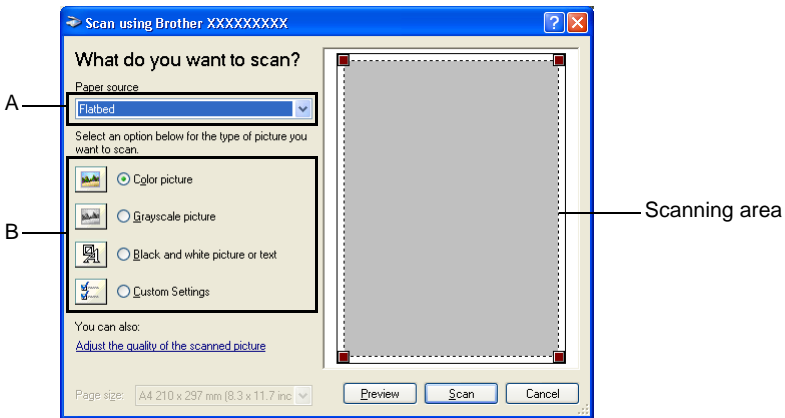 Scan using Brother XXXXXXXXX
What do you want to scan?
Paper source
A
Flatbed
Select an option below for the type of picture you
want to scan.
Color picture
Grayscale picture
Scanning area
B
Black and white picture or text
Custom Settings
You can also:
Adjust the quality of the scanned picture
Page size: A4 210 x 297 mm (8.3 x 11.7 inc
Preview Scan Cancel